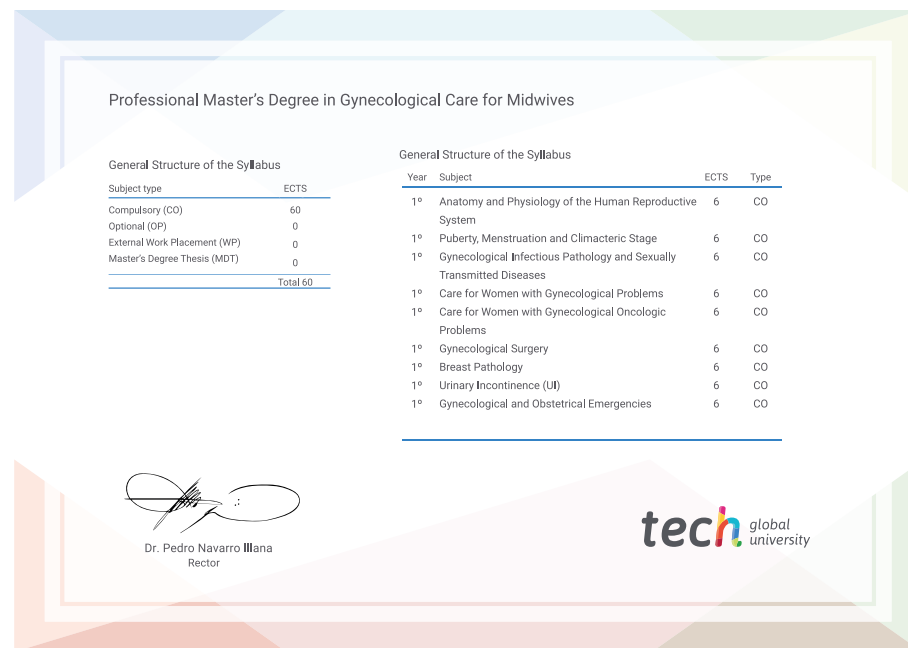 Professional Master's Degree in Gynecological Care for Midwives
General Structure of the Syllabus
Subject type ECTS
Compulsory (CO) 60
Optional (OP) 0
External Work Placement (WP) 0
Master's Degree Thesis (MDT) 0
Total 60
General Structure of the Syllabus
Year Subject ECTS Type
1º Anatomy and Physiology of the Human Reproductive 6 CO
System
1º Puberty, Menstruation and Climacteric Stage 6 CO
1º Gynecological Infectious Pathology and Sexually 6 CO
Transmitted Diseases
1º Care for Women with Gynecological Problems 6 CO
1º Care for Women with Gynecological Oncologic 6 CO
Problems
1º Gynecological Surgery 6 CO
1º Breast Pathology 6 CO
1º Urinary Incontinence (UI) 6 CO
1º Gynecological and Obstetrical Emergencies 6 CO
Dr. Pedro Navarro Illana
Rector
tech global
university